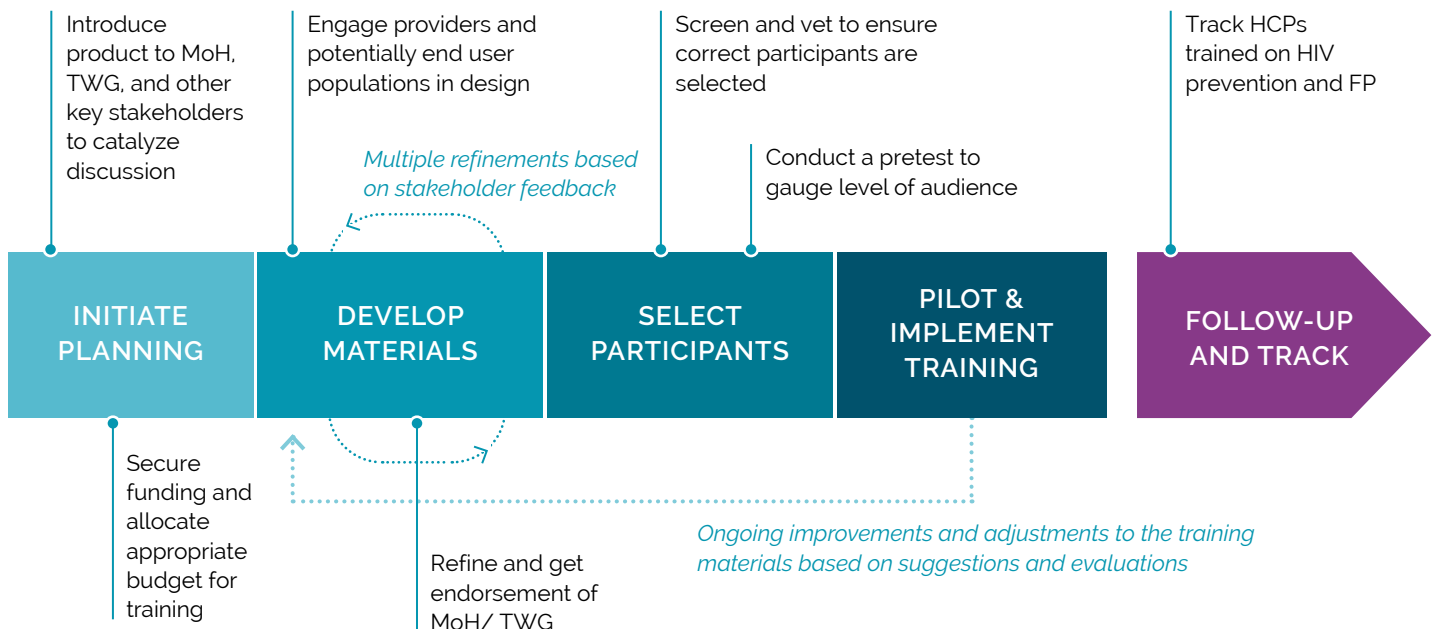 Introduce
product to MoH,
TWG, and other
key stakeholders
to catalyze
discussion
Engage providers and
potentially end user
populations in design
Screen and vet to ensure
correct participants are
selected
Track HCPs
trained on HIV
prevention and FP
Multiple refinements based
on stakeholder feedback
Conduct a pretest to
gauge level of audience
INITIATE
PLANNING
DEVELOP
MATERIALS
SELECT
PARTICIPANTS
PILOT &
IMPLEMENT
TRAINING
FOLLOW-UP
AND TRACK
Secure
funding and
allocate
appropriate
budget for
training
Refine and get
endorsement of
MoH/ TWG
Ongoing improvements and adjustments to the training
materials based on suggestions and evaluations